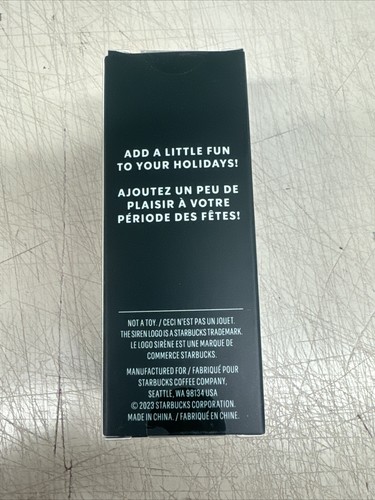 ADD A LITTLE FUN
TO YOUR HOLIDAYS!
AJOUTEZ UN PEU DE
PLAISIR À VOTRE
PÉRIODE DES FÊTES!
NOT A TOY. / CECI N'EST PAS UN JOUET.
THE SIREN LOGO IS A STARBUCKS TRADEMARK.
LE LOGO SIRÈNE EST UNE MARQUE DE
COMMERCE STARBUCKS.
MANUFACTURED FOR / FABRIQUÉ POUR
STARBUCKS COFFEE COMPANY,
SEATTLE, WA 98134 USA
© 2023 STARBUCKS CORPORATION.
MADE IN CHINA. / FABRIQUÉ EN CHINE.